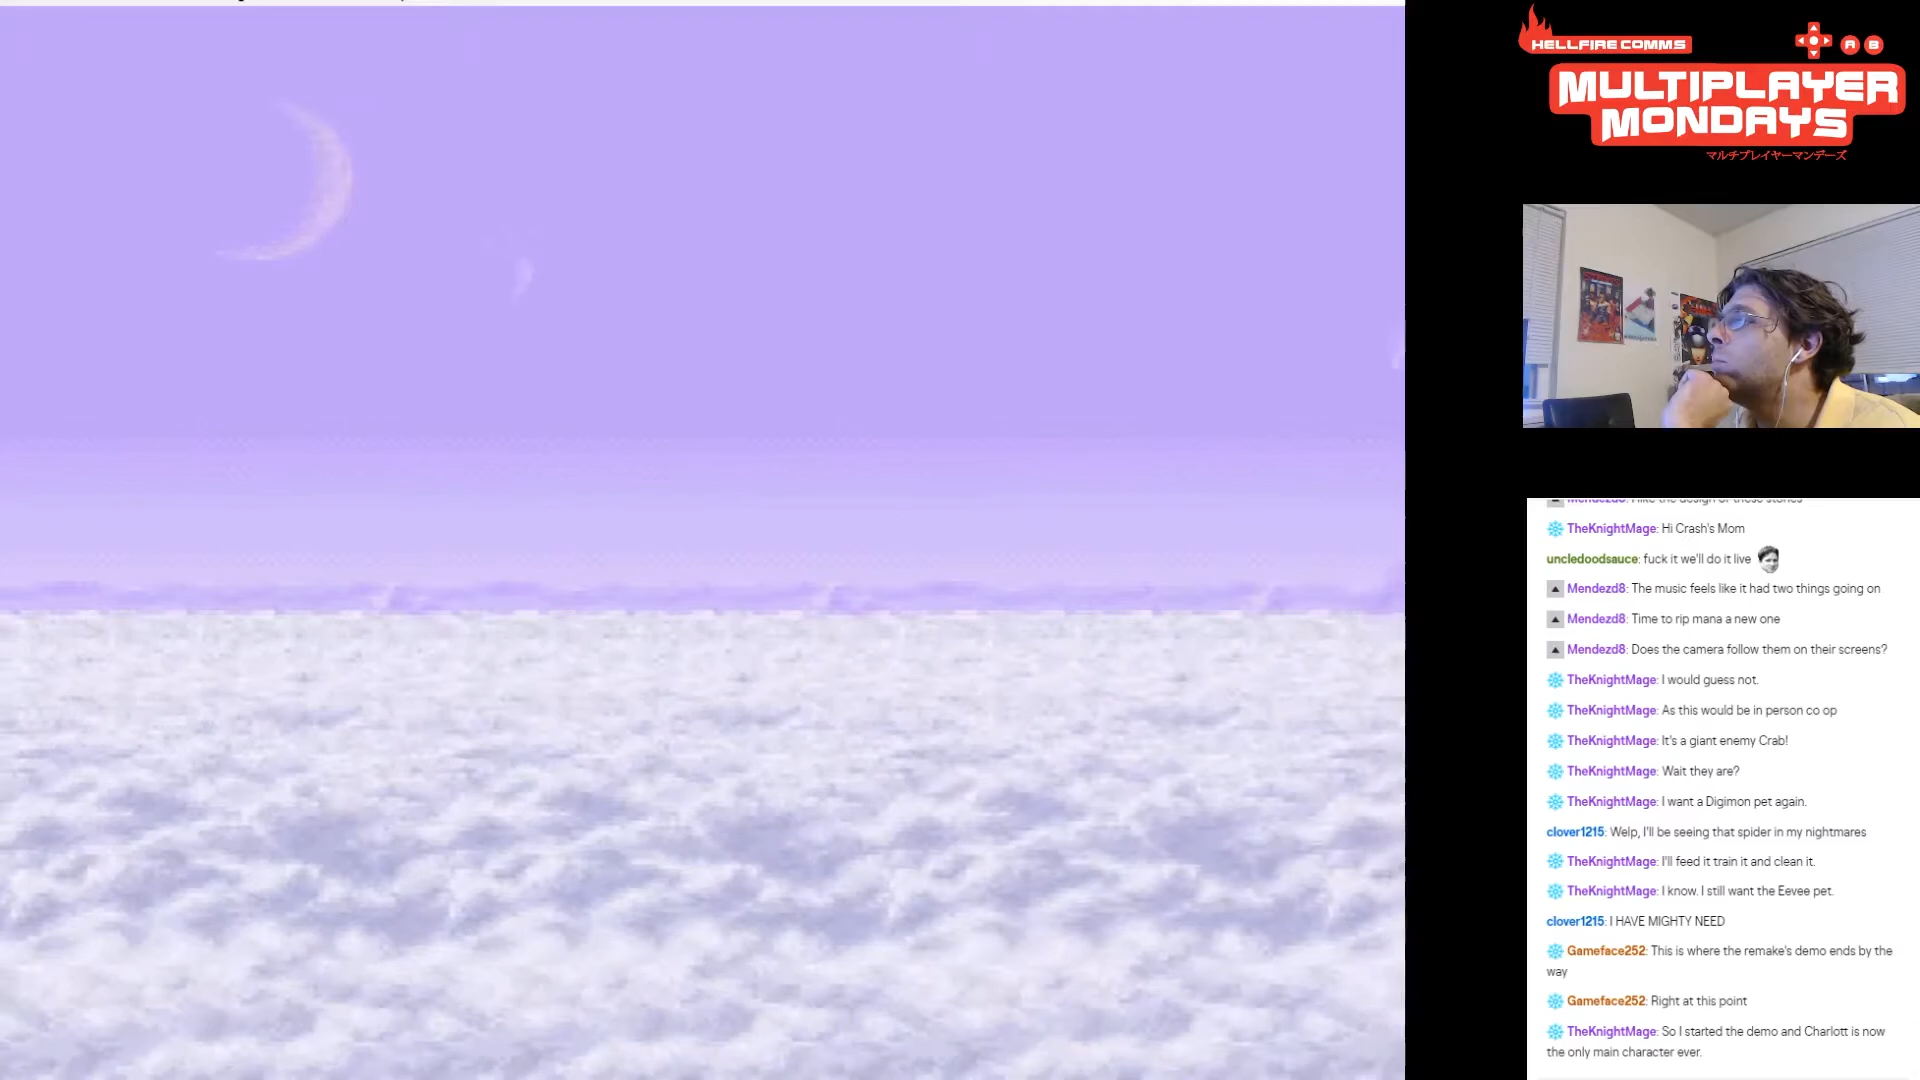 HELLFIRE COMMS
A B
MULTIPLAYER
MONDAYS
マルチプレイヤーマンデーズ
TheKnightMage: Hi Crash's Mom
uncledoodsauce: fuck it we'll do it live
Mendezd8: The music feels like it had two things going on
Mendezd8: Time to rip mana a new one
Mendezd8: Does the camera follow them on their screens?
TheKnightMage: I would guess not.
TheKnightMage: As this would be in person co op
TheKnightMage: It's a giant enemy Crab!
TheKnightMage: Wait they are?
TheKnightMage: I want a Digimon pet again.
clover1215: Welp, I'll be seeing that spider in my nightmares
TheKnightMage: I'll feed it train it and clean it.
TheKnightMage: I know. I still want the Eevee pet.
clover1215: I HAVE MIGHTY NEED
Gameface252: This is where the remake's demo ends by the
way
Gameface252: Right at this point
TheKnightMage: So I started the demo and Charlott is now
the only main character ever.